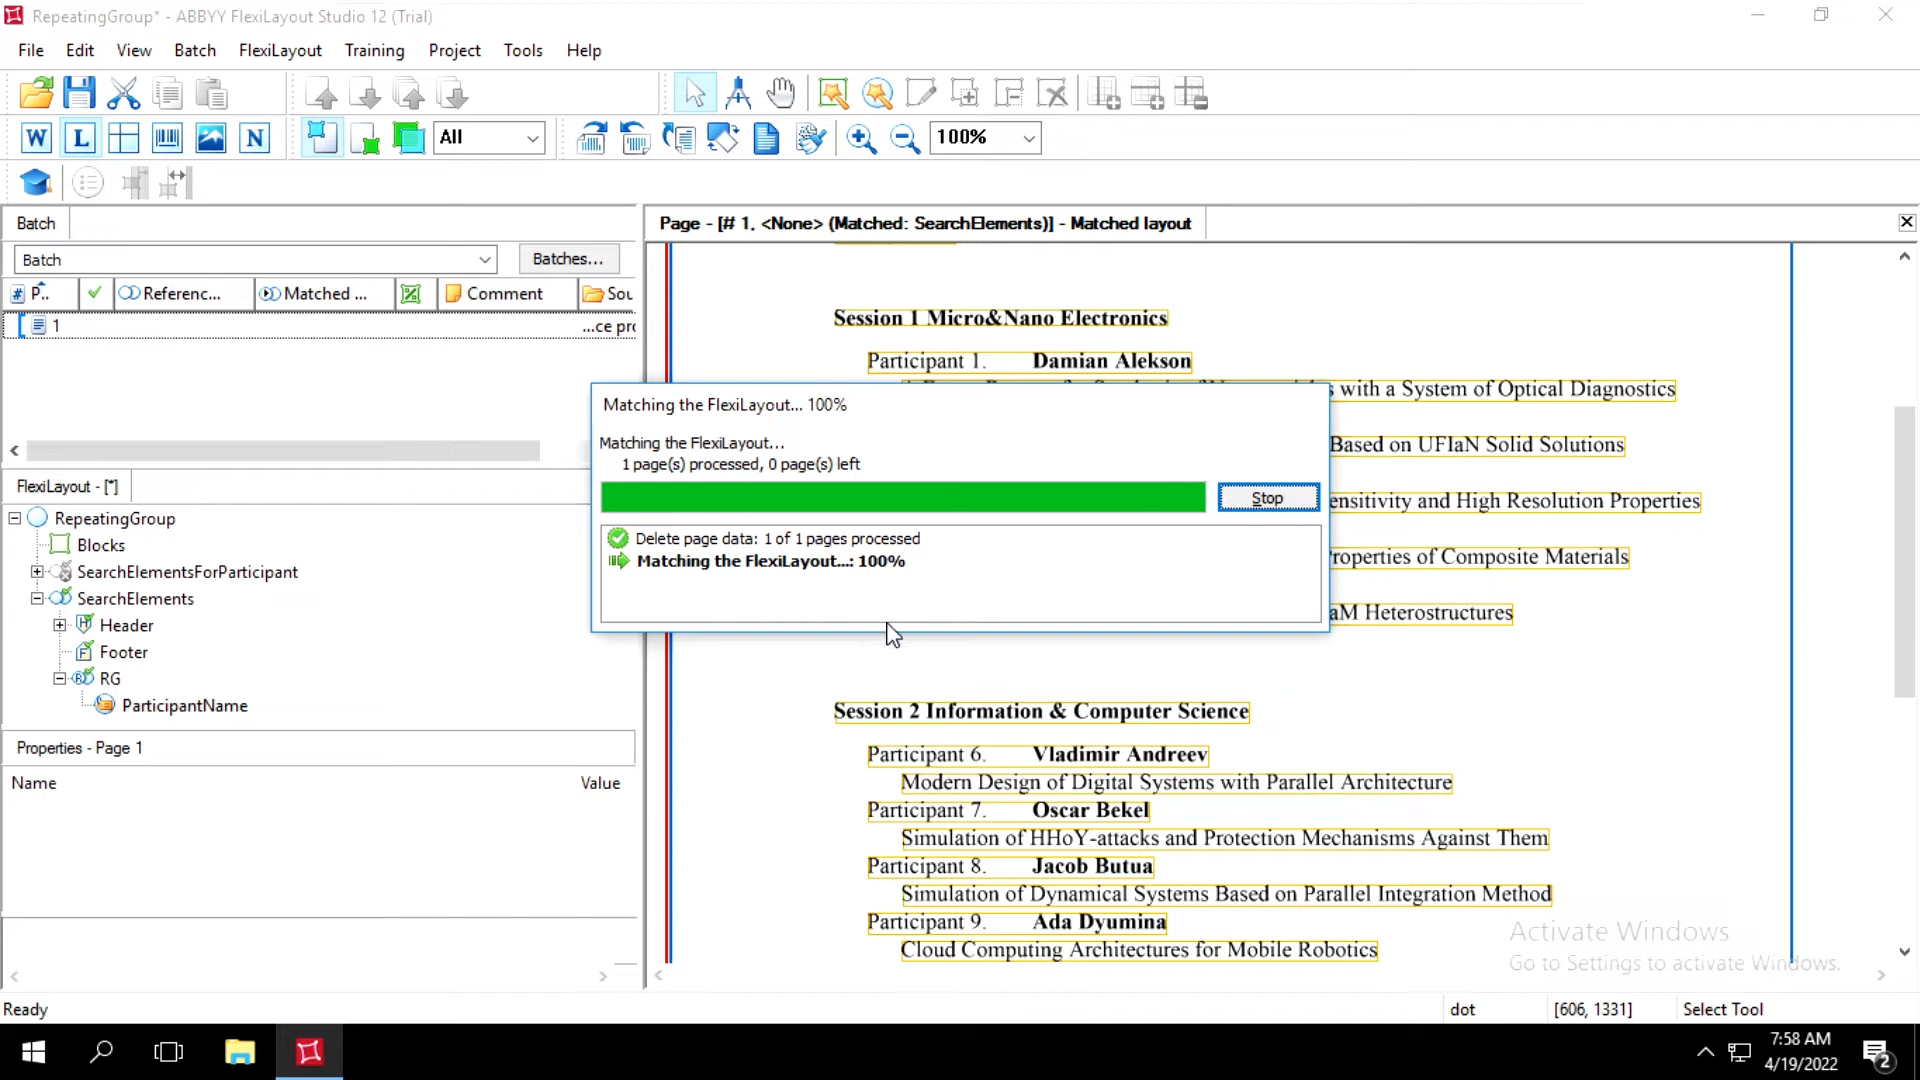 RepeatingGroup* - ABBYY FlexiLayout Studio 12 (Trial)
File Edit View Batch FlexiLayout Training Project Tools Help
W L N All 100%
Batch
Batch Batches...
# P.. Referenc... Matched ... Comment Sou
1 ...ce pro
FlexiLayout - [*]
RepeatingGroup
Blocks
SearchElementsForParticipant
SearchElements
Header
Footer
RG
ParticipantName
Properties - Page 1
Name Value
Page - [# 1, <None> (Matched: SearchElements)] - Matched layout
Session 1 Micro&Nano Electronics
Participant 1. Damian Alekson
with a System of Optical Diagnostics
Based on UFIaN Solid Solutions
ensitivity and High Resolution Properties
roperties of Composite Materials
aM Heterostructures
Matching the FlexiLayout... 100%
Matching the FlexiLayout...
1 page(s) processed, 0 page(s) left
Stop
Delete page data: 1 of 1 pages processed
Matching the FlexiLayout...: 100%
Session 2 Information & Computer Science
Participant 6. Vladimir Andreev
Modern Design of Digital Systems with Parallel Architecture
Participant 7. Oscar Bekel
Simulation of HHoY-attacks and Protection Mechanisms Against Them
Participant 8. Jacob Butua
Simulation of Dynamical Systems Based on Parallel Integration Method
Participant 9. Ada Dyumina
Cloud Computing Architectures for Mobile Robotics
Activate Windows
Go to Settings to activate Windows.
Ready dot [606, 1331] Select Tool
7:58 AM
4/19/2022
2